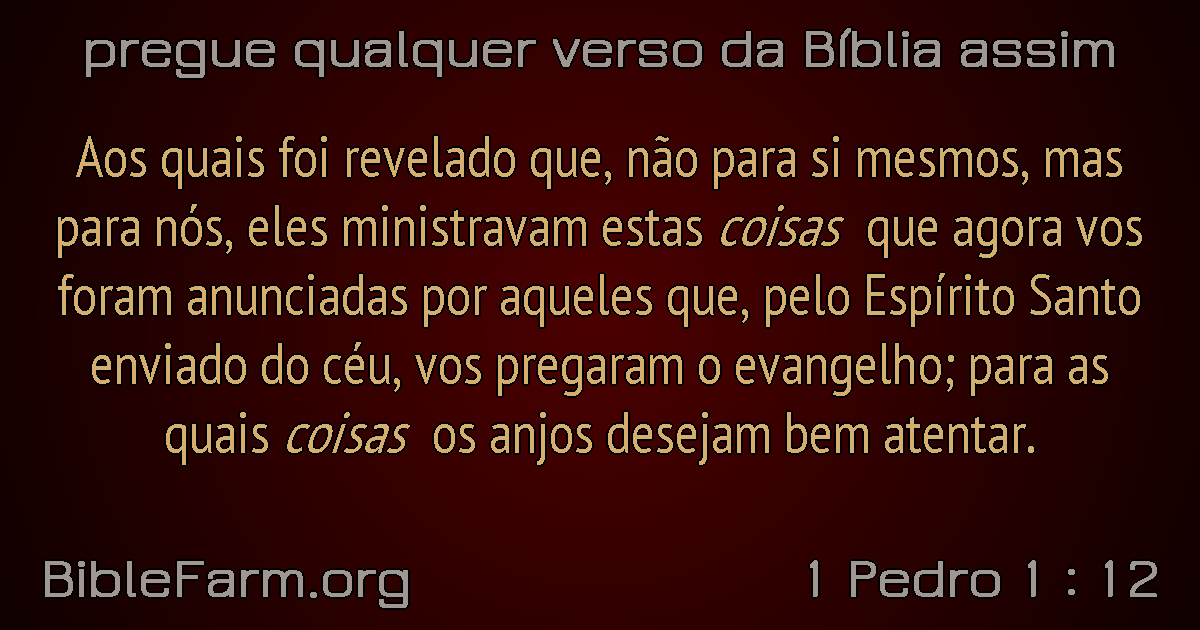 pregue qualquer verso da Bíblia assim
Aos quais foi revelado que, não para si mesmos, mas
para nós, eles ministravam estas coisas que agora vos
foram anunciadas por aqueles que, pelo Espírito Santo
enviado do céu, vos pregaram o evangelho; para as
quais coisas os anjos desejam bem atentar.
BibleFarm.org
1 Pedro 1 : 12